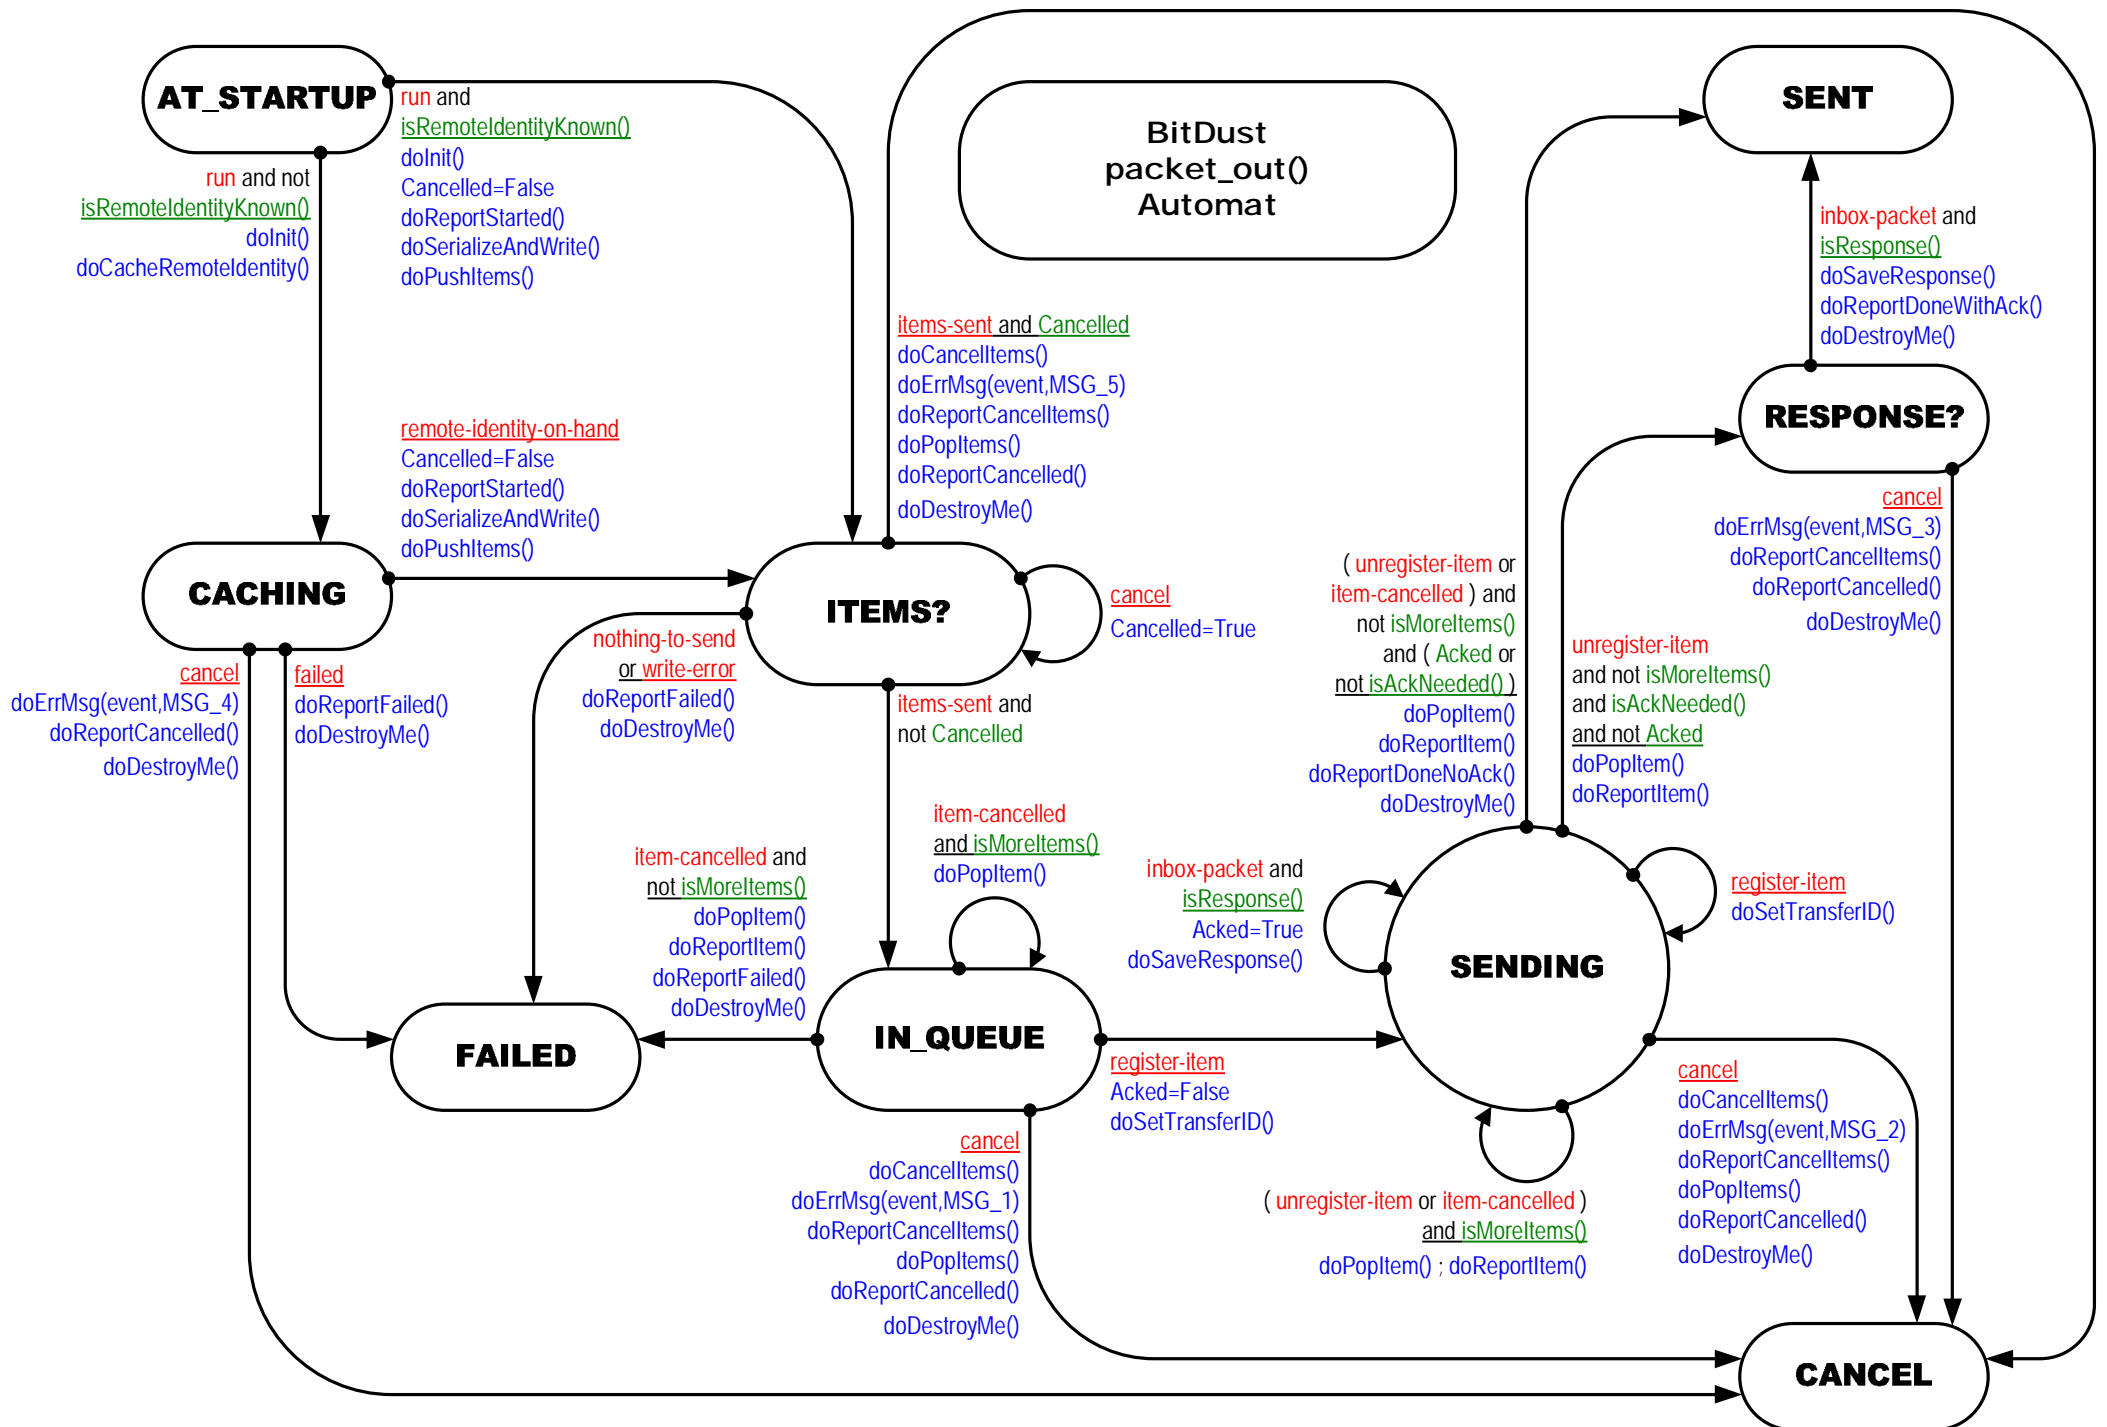 AT_STARTUP
run and
isRemoteIdentityKnown()
doInit()
Cancelled=False
doReportStarted()
doSerializeAndWrite()
doPushItems()
run and not
isRemoteIdentityKnown()
doInit()
doCacheRemoteIdentity()
BitDust
packet_out()
Automat
SENT
inbox-packet and
isResponse()
doSaveResponse()
doReportDoneWithAck()
doDestroyMe()
items-sent and Cancelled
doCancelItems()
doErrMsg(event,MSG_5)
doReportCancelItems()
doPopItems()
doReportCancelled()
doDestroyMe()
RESPONSE?
remote-identity-on-hand
Cancelled=False
doReportStarted()
doSerializeAndWrite()
doPushItems()
cancel
doErrMsg(event,MSG_3)
doReportCancelItems()
doReportCancelled()
doDestroyMe()
CACHING
ITEMS?
cancel
Cancelled=True
( unregister-item or
item-cancelled ) and
not isMoreItems()
and ( Acked or
not isAckNeeded() )
doPopItem()
doReportItem()
doReportDoneNoAck()
doDestroyMe()
unregister-item
and not isMoreItems()
and isAckNeeded()
and not Acked
doPopItem()
doReportItem()
cancel
doErrMsg(event,MSG_4)
doReportCancelled()
doDestroyMe()
failed
doReportFailed()
doDestroyMe()
nothing-to-send
or write-error
doReportFailed()
doDestroyMe()
items-sent and
not Cancelled
item-cancelled
and isMoreItems()
doPopItem()
item-cancelled and
not isMoreItems()
doPopItem()
doReportItem()
doReportFailed()
doDestroyMe()
inbox-packet and
isResponse()
Acked=True
doSaveResponse()
register-item
doSetTransferID()
SENDING
FAILED
IN_QUEUE
register-item
Acked=False
doSetTransferID()
cancel
doCancelItems()
doErrMsg(event,MSG_2)
doReportCancelItems()
doPopItems()
doReportCancelled()
doDestroyMe()
cancel
doCancelItems()
doErrMsg(event,MSG_1)
doReportCancelItems()
doPopItems()
doReportCancelled()
doDestroyMe()
( unregister-item or item-cancelled )
and isMoreItems()
doPopItem() ; doReportItem()
CANCEL